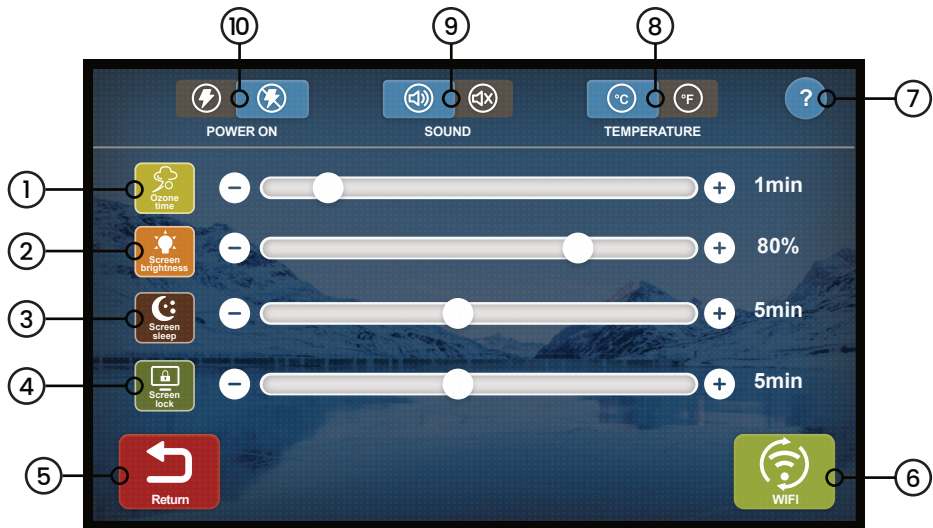 10
9
8
7
°C
°F
?
POWER ON
SOUND
TEMPERATURE
1
Ozone
time
1min
2
Screen
brightness
80%
3
Screen
sleep
5min
4
Screen
lock
5min
5
Return
WIFI
6